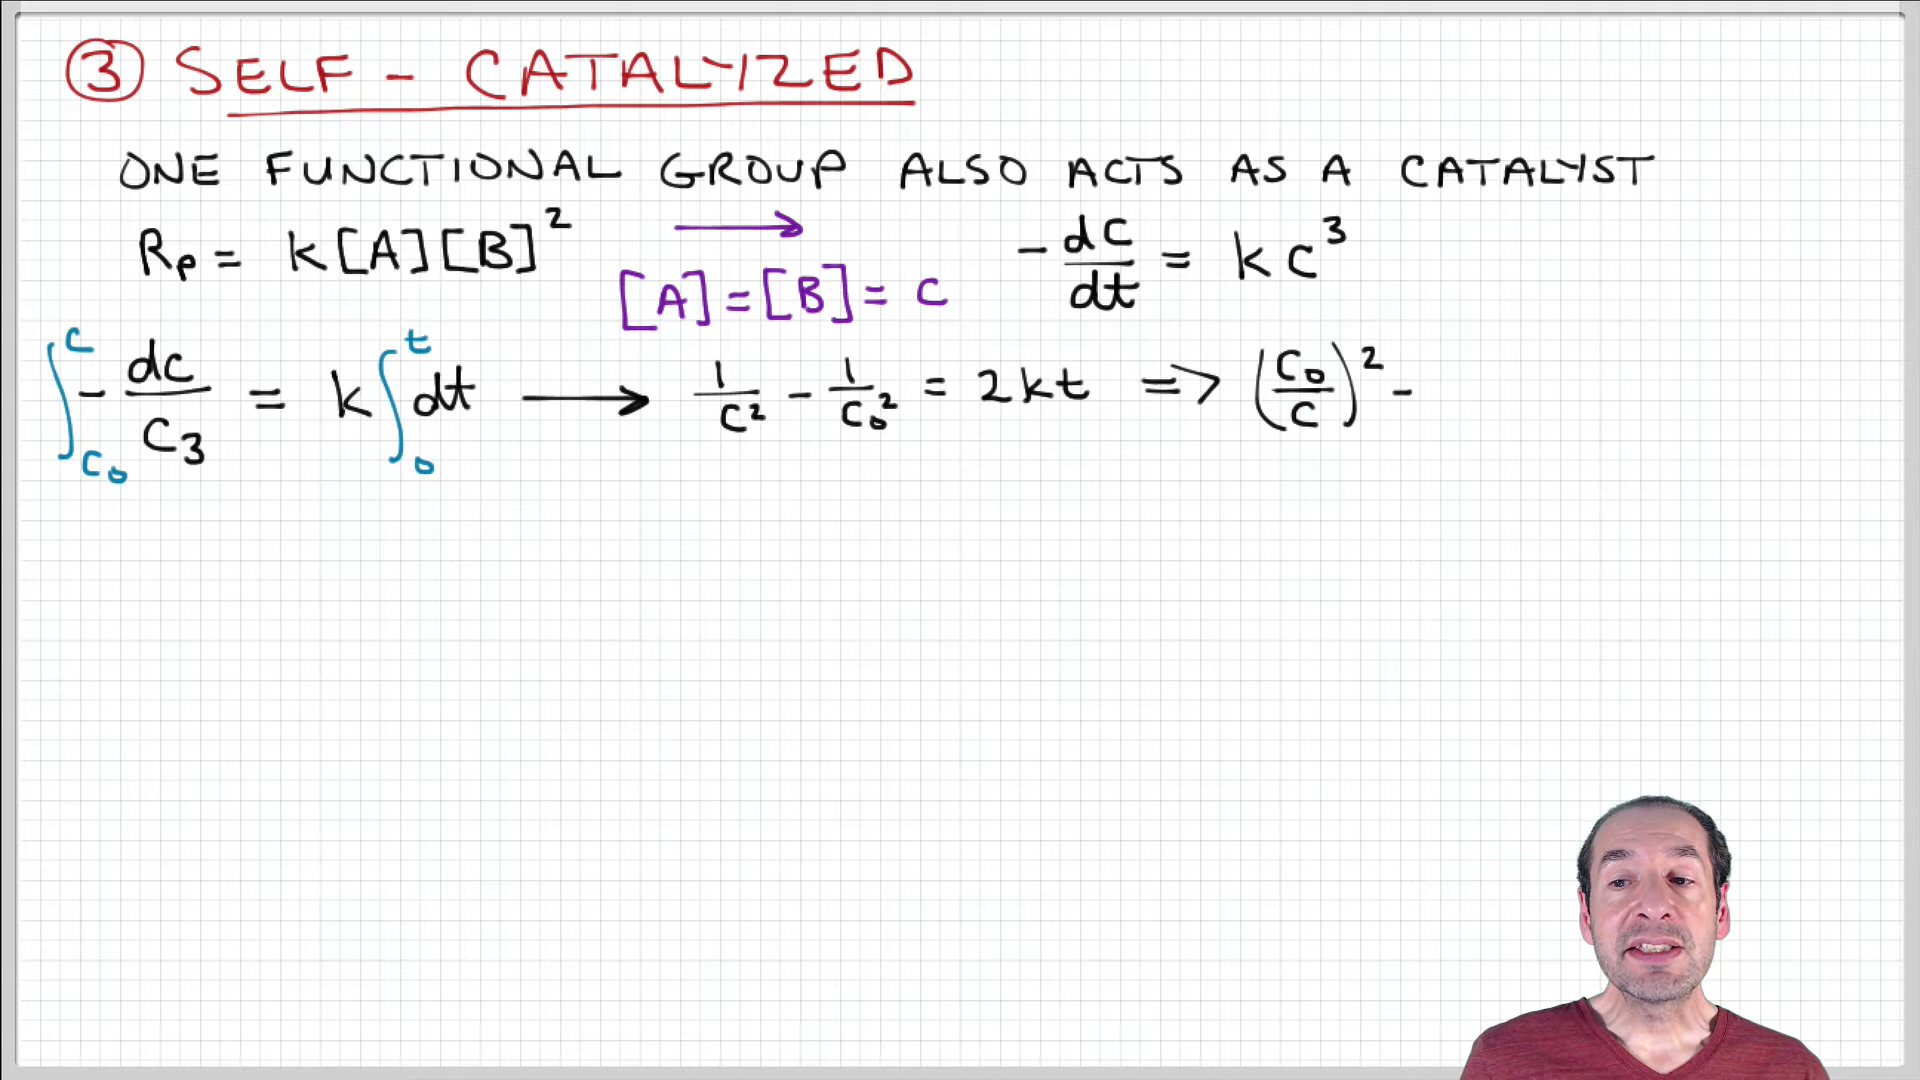 ③ SELF - CATALYIZED
ONE FUNCTIONAL GROUP ALSO ACTS AS A CATALYST
Rp = k[A][B]² → [A]=[B]=C -dC/dt = kC³
∫_{C₀}^{C} - dC/C₃ = k∫_{0}^{t} dt → 1/C² - 1/C₀² = 2kt => (C₀/C)² -